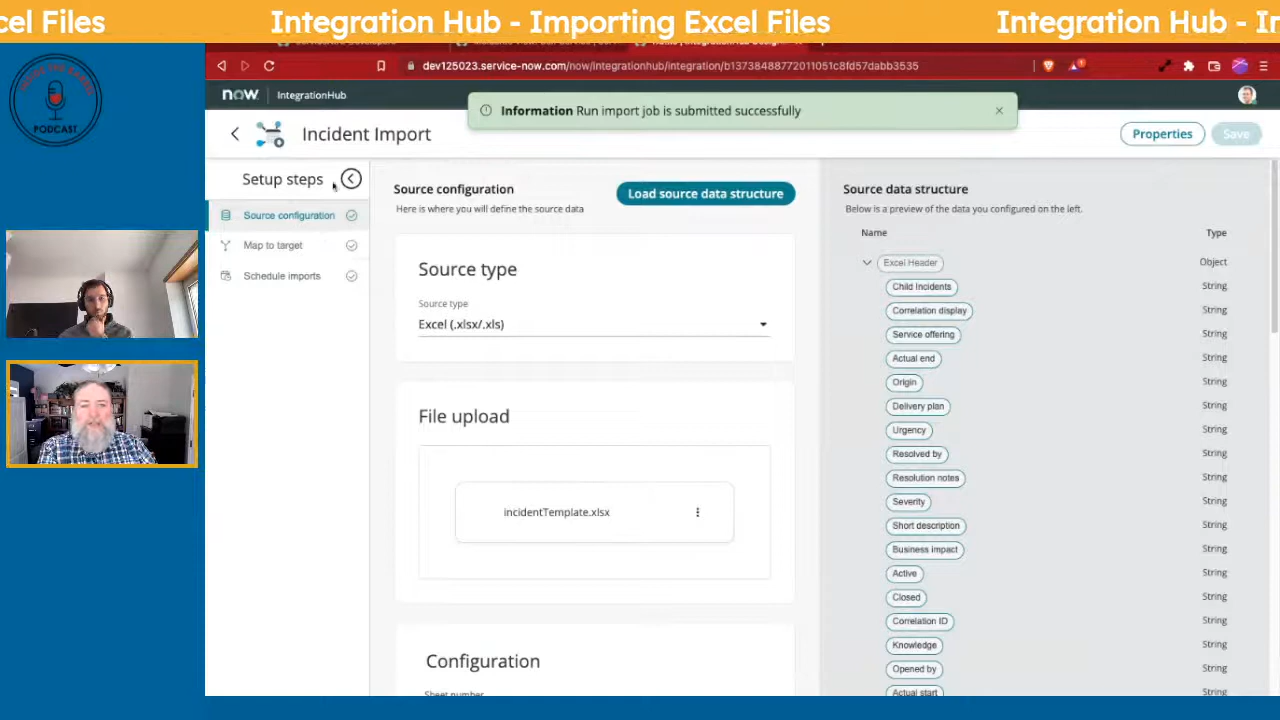 cel Files
Integration Hub - Importing Excel Files
Integration Hub - I
PODCAST
dev125023.service-now.com/now/integrationhub/integration/b13738488772011051c8fd57dabb3535
now.
IntegrationHub
Information Run import job is submitted successfully
Incident Import
Properties
Save
Setup steps
Source configuration
Map to target
Schedule imports
Source configuration
Here is where you will define the source data
Load source data structure
Source type
Source type
Excel (.xlsx/.xls)
File upload
incidentTemplate.xlsx
Configuration
Sheet number
Source data structure
Below is a preview of the data you configured on the left.
Name
Type
Excel Header
Object
Child Incidents
String
Correlation display
String
Service offering
String
Actual end
String
Origin
String
Delivery plan
String
Urgency
String
Resolved by
String
Resolution notes
String
Severity
String
Short description
String
Business impact
String
Active
String
Closed
String
Correlation ID
String
Knowledge
String
Opened by
String
Actual start
String